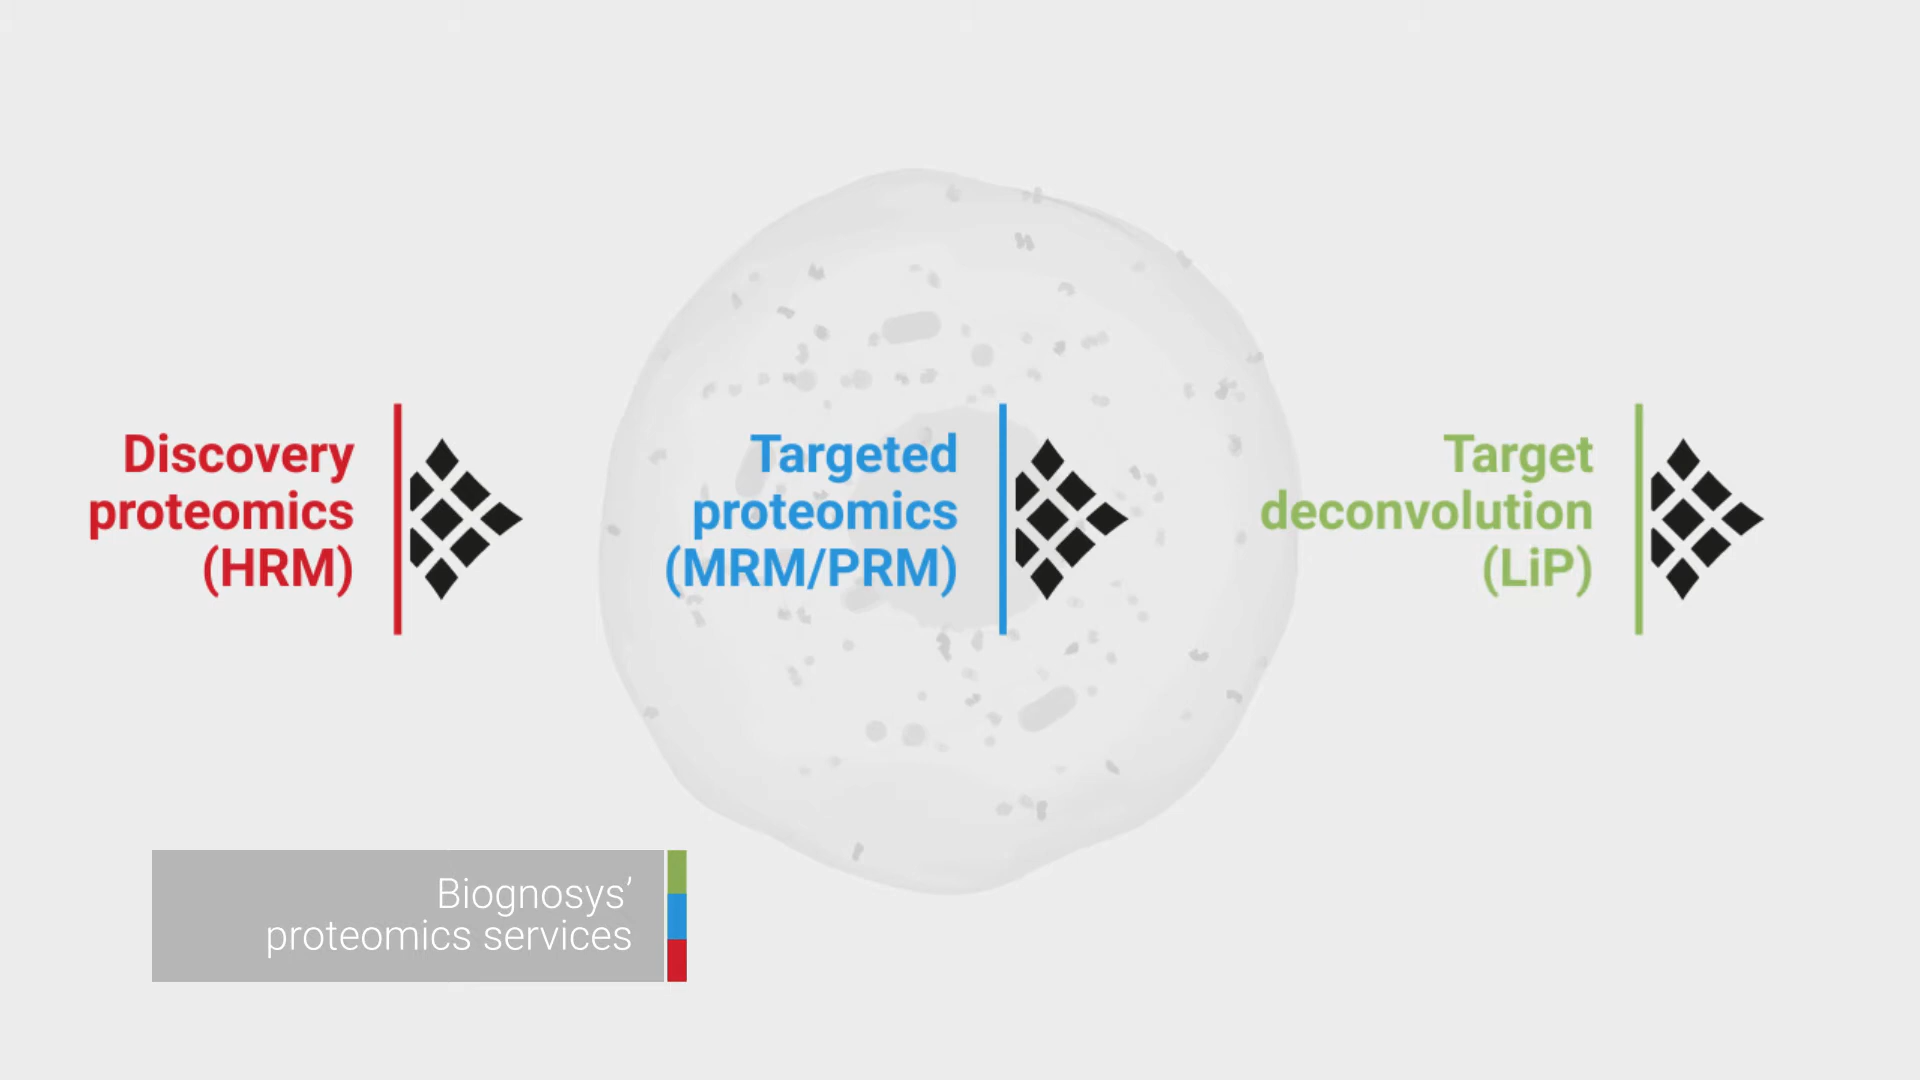 Discovery
proteomics
(HRM)
Targeted
proteomics
(MRM/PRM)
Target
deconvolution
(LiP)
Biognosys’
proteomics services